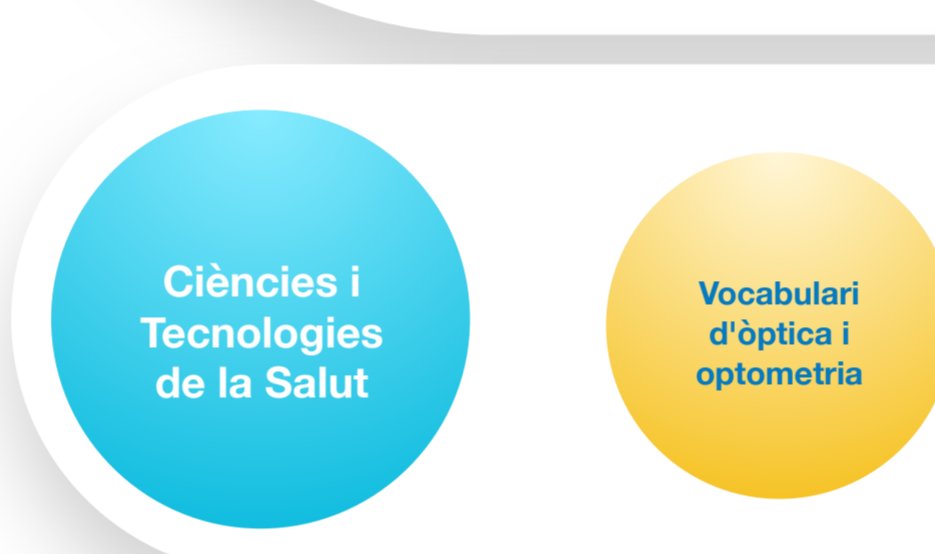 Ciències i
Tecnologies
de la Salut
Vocabulari
d'òptica i
optometria